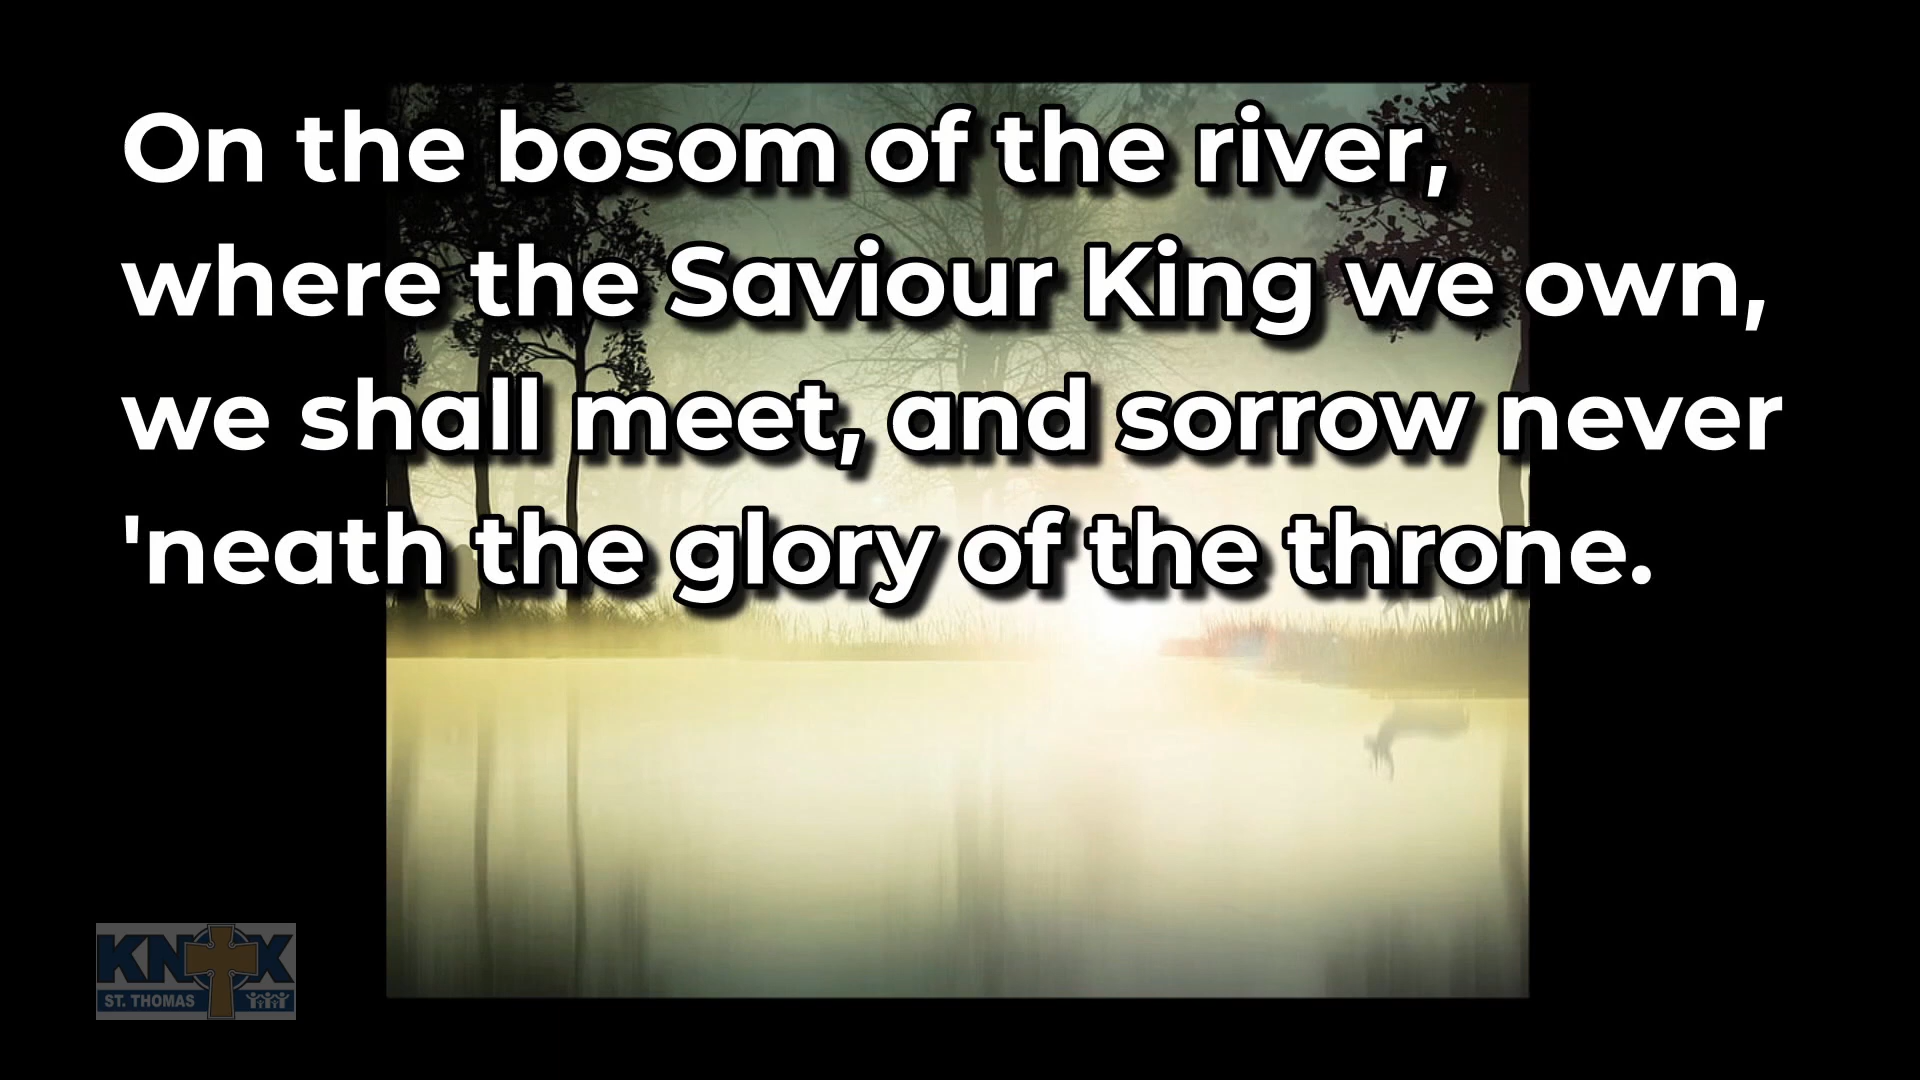 On the bosom of the river,
where the Saviour King we own,
we shall meet, and sorrow never
'neath the glory of the throne.
KNOX
ST. THOMAS